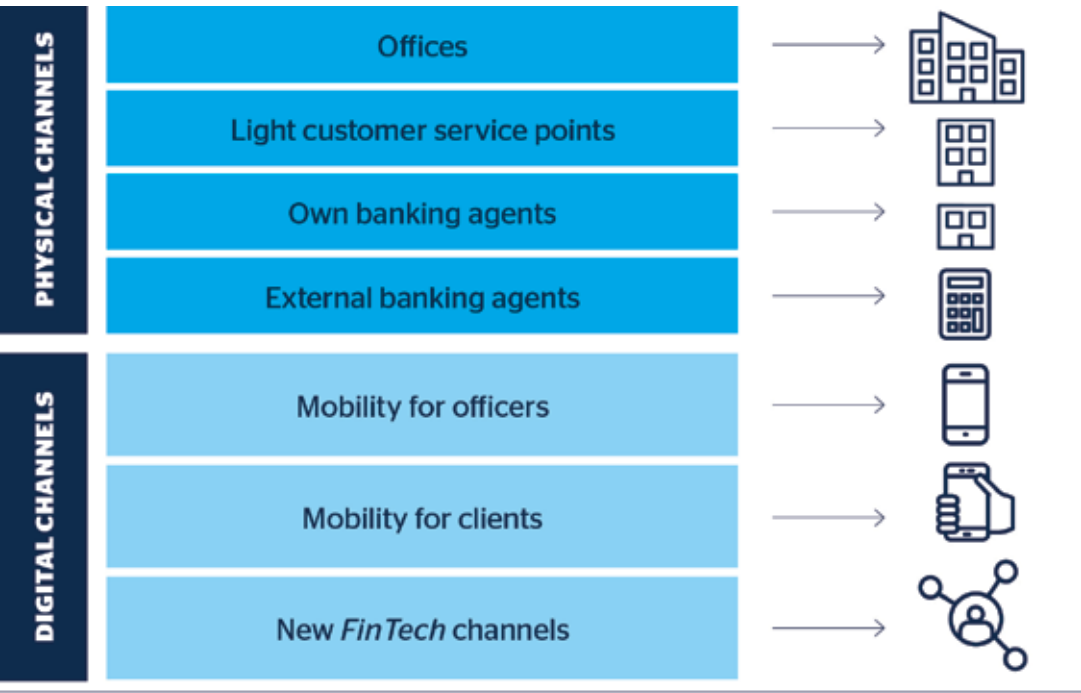 PHYSICAL CHANNELS
Offices
Light customer service points
Own banking agents
External banking agents
DIGITAL CHANNELS
Mobility for officers
Mobility for clients
New FinTech channels